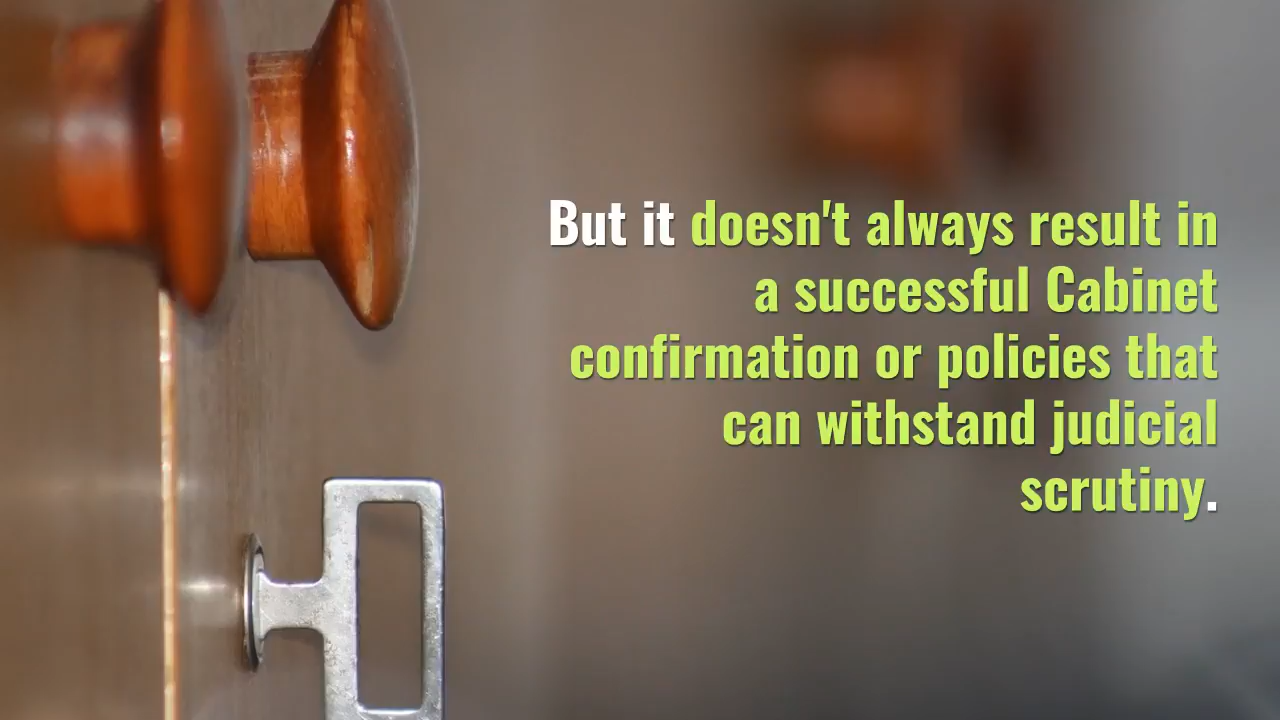 But it doesn't always result in
a successful Cabinet
confirmation or policies that
can withstand judicial
scrutiny.